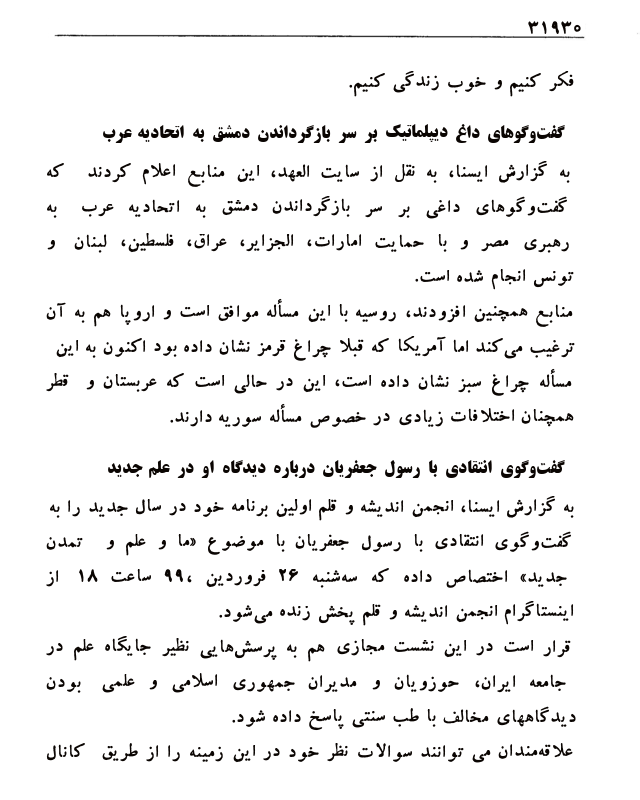 ۳۱۹۳۰
فکر کنیم و خوب زندگی کنیم.
گفت‌وگوهای داغ دیپلماتیک بر سر بازگرداندن دمشق به اتحادیه عرب
به گزارش ایسنا، به نقل از سایت العهد، این منابع اعلام کردند که
گفت‌وگوهای داغی بر سر بازگرداندن دمشق به اتحادیه عرب به
رهبری مصر و با حمایت امارات، الجزایر، عراق، فلسطین، لبنان و
تونس انجام شده است.
منابع همچنین افزودند، روسیه با این مسأله موافق است و اروپا هم به آن
ترغیب می‌کند اما آمریکا که قبلا چراغ قرمز نشان داده بود اکنون به این
مسأله چراغ سبز نشان داده است، این در حالی است که عربستان و قطر
همچنان اختلافات زیادی در خصوص مسأله سوریه دارند.
گفت‌وگوی انتقادی با رسول جعفریان درباره دیدگاه او در علم جدید
به گزارش ایسنا، انجمن اندیشه و قلم اولین برنامه خود در سال جدید را به
گفت‌وگوی انتقادی با رسول جعفریان با موضوع «ما و علم و تمدن
جدید» اختصاص داده که سه‌شنبه ۲۶ فروردین ۹۹، ساعت ۱۸ از
اینستاگرام انجمن اندیشه و قلم پخش زنده می‌شود.
قرار است در این نشست مجازی هم به پرسش‌هایی نظیر جایگاه علم در
جامعه ایران، حوزویان و مدیران جمهوری اسلامی و علمی بودن
دیدگاههای مخالف با طب سنتی پاسخ داده شود.
علاقه‌مندان می توانند سوالات نظر خود در این زمینه را از طریق کانال